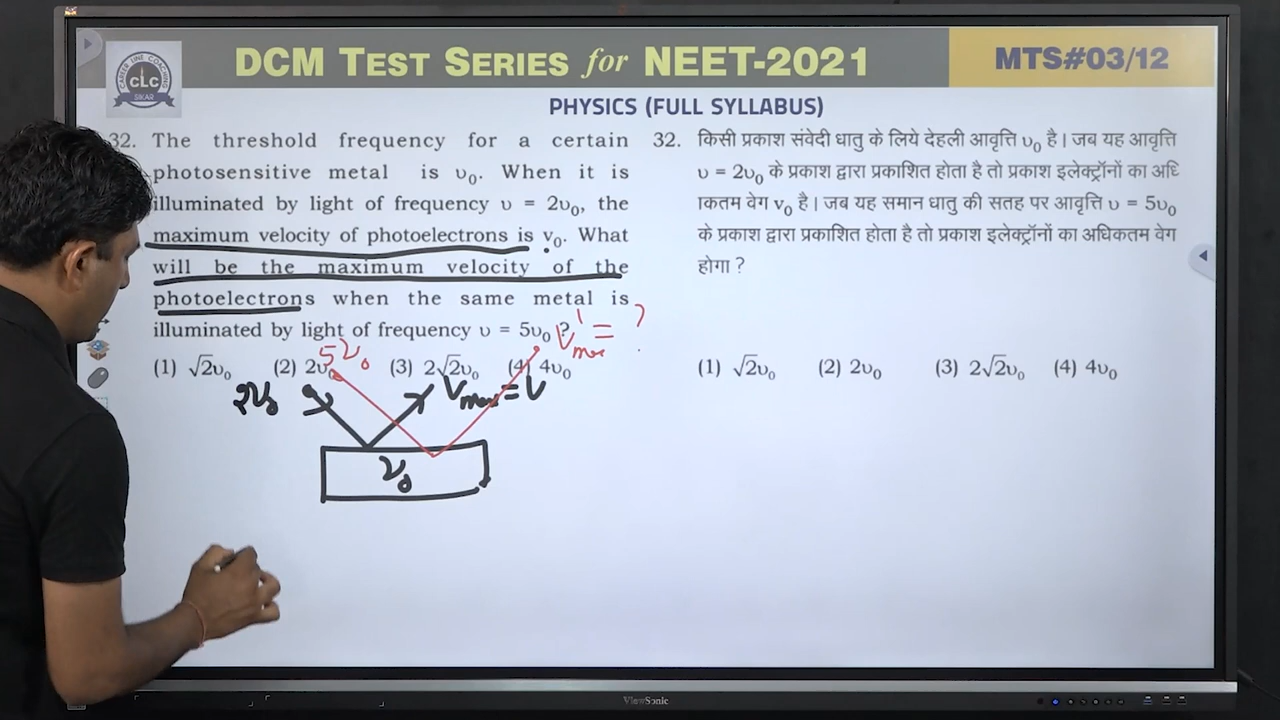 DCM TEST SERIES for NEET-2021
MTS#03/12
CAREER LINE COACHING
CLC
SIKAR
PHYSICS (FULL SYLLABUS)
32. The threshold frequency for a certain
photosensitive metal is υ₀. When it is
illuminated by light of frequency υ = 2υ₀, the
maximum velocity of photoelectrons is v₀. What
will be the maximum velocity of the
photoelectrons when the same metal is
illuminated by light of frequency υ = 5υ₀ ?
(1) √2υ₀ (2) 2υ₀ (3) 2√2υ₀ (4) 4υ₀
32. किसी प्रकाश संवेदी धातु के लिये देहली आवृत्ति υ₀ है। जब यह आवृत्ति
υ = 2υ₀ के प्रकाश द्वारा प्रकाशित होता है तो प्रकाश इलेक्ट्रॉनों का अधि
कतम वेग v₀ है। जब यह समान धातु की सतह पर आवृत्ति υ = 5υ₀
के प्रकाश द्वारा प्रकाशित होता है तो प्रकाश इलेक्ट्रॉनों का अधिकतम वेग
होगा ?
(1) √2υ₀ (2) 2υ₀ (3) 2√2υ₀ (4) 4υ₀
V'max = ?
5ν₀
2ν₀
Vmax = V
ν₀
ViewSonic